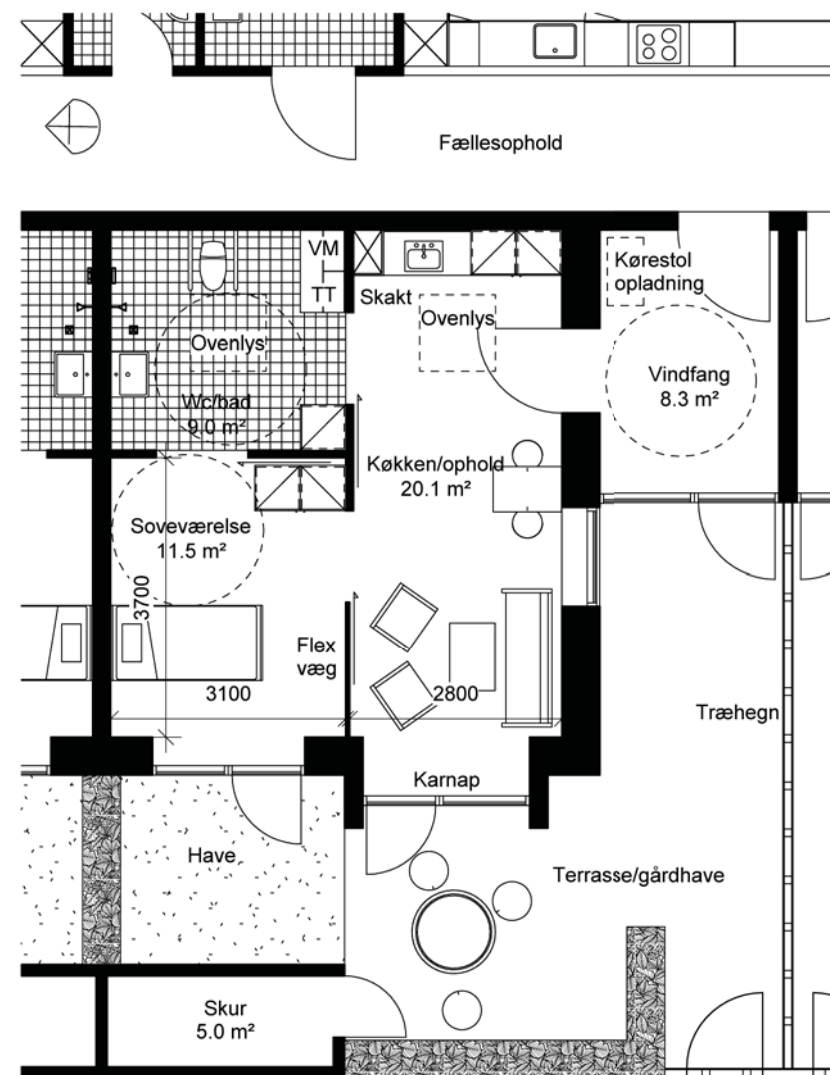 Fællesophold
VM
TT
Skakt
Ovenlys
Ovenlys
Kørestol
opladning
Vindfang
8.3 m²
Wc/bad
9.0 m²
Køkken/ophold
20.1 m²
Soveværelse
11.5 m²
3700
Flex
væg
3100
2800
Træhegn
Karnap
Have
Terrasse/gårdhave
Skur
5.0 m²